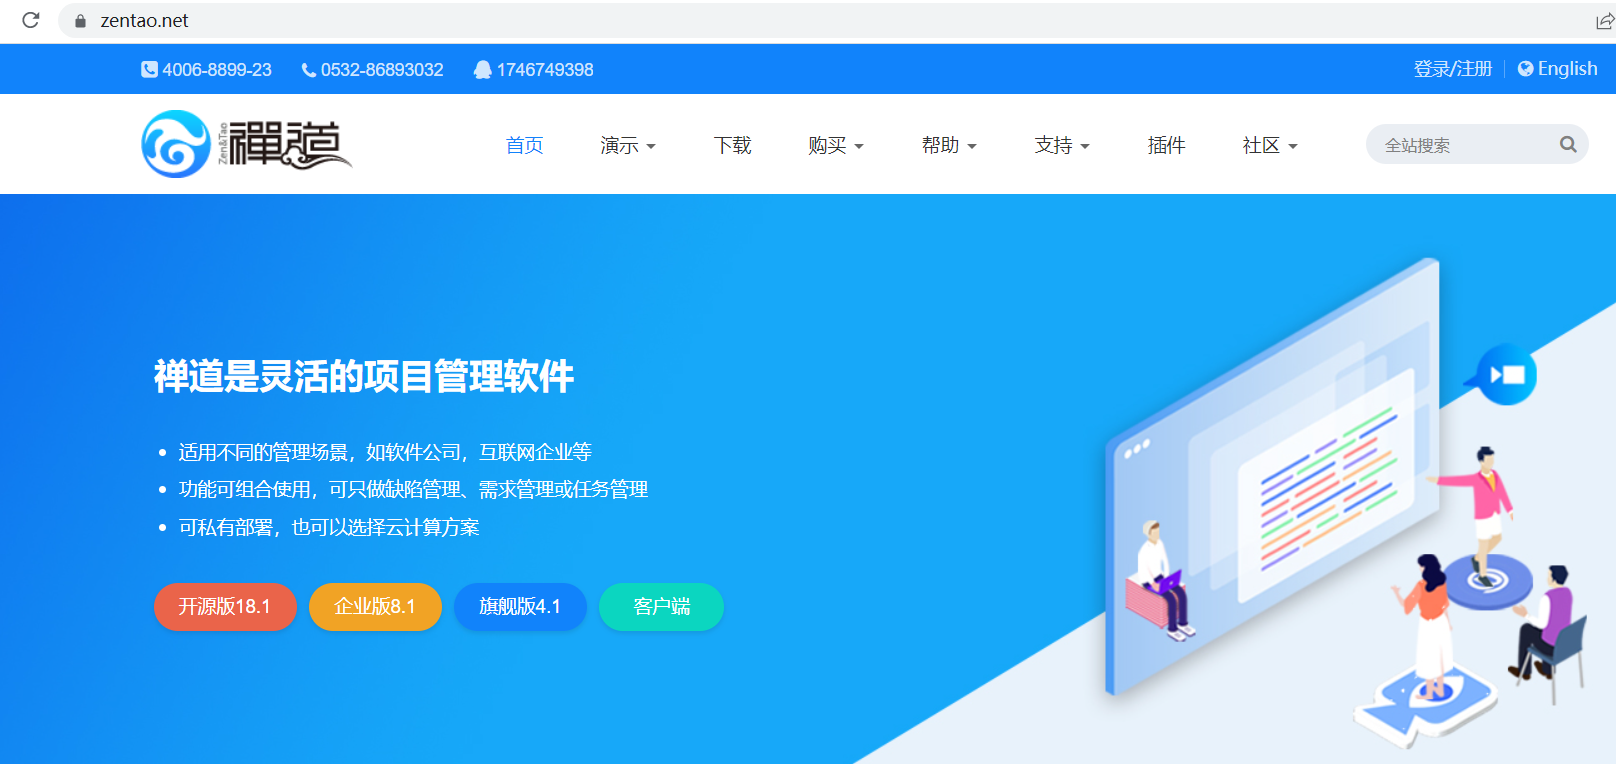 zentao.net
4006-8899-23 0532-86893032 1746749398 登录/注册 English
Zen&Tao 禪道 首页 演示 下载 购买 帮助 支持 插件 社区 全站搜索
禅道是灵活的项目管理软件
适用不同的管理场景，如软件公司，互联网企业等
功能可组合使用，可只做缺陷管理、需求管理或任务管理
可私有部署，也可以选择云计算方案
开源版18.1 企业版8.1 旗舰版4.1 客户端